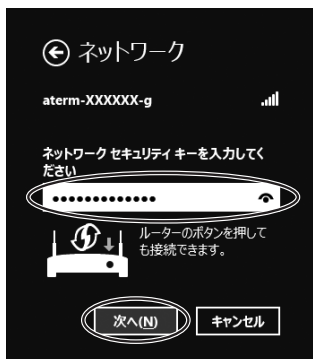 ネットワーク
aterm-XXXXXX-g
ネットワーク セキュリティ キーを入力してく
ださい
•••••••••••••
ルーターのボタンを押して
も接続できます。
次へ(N)
キャンセル